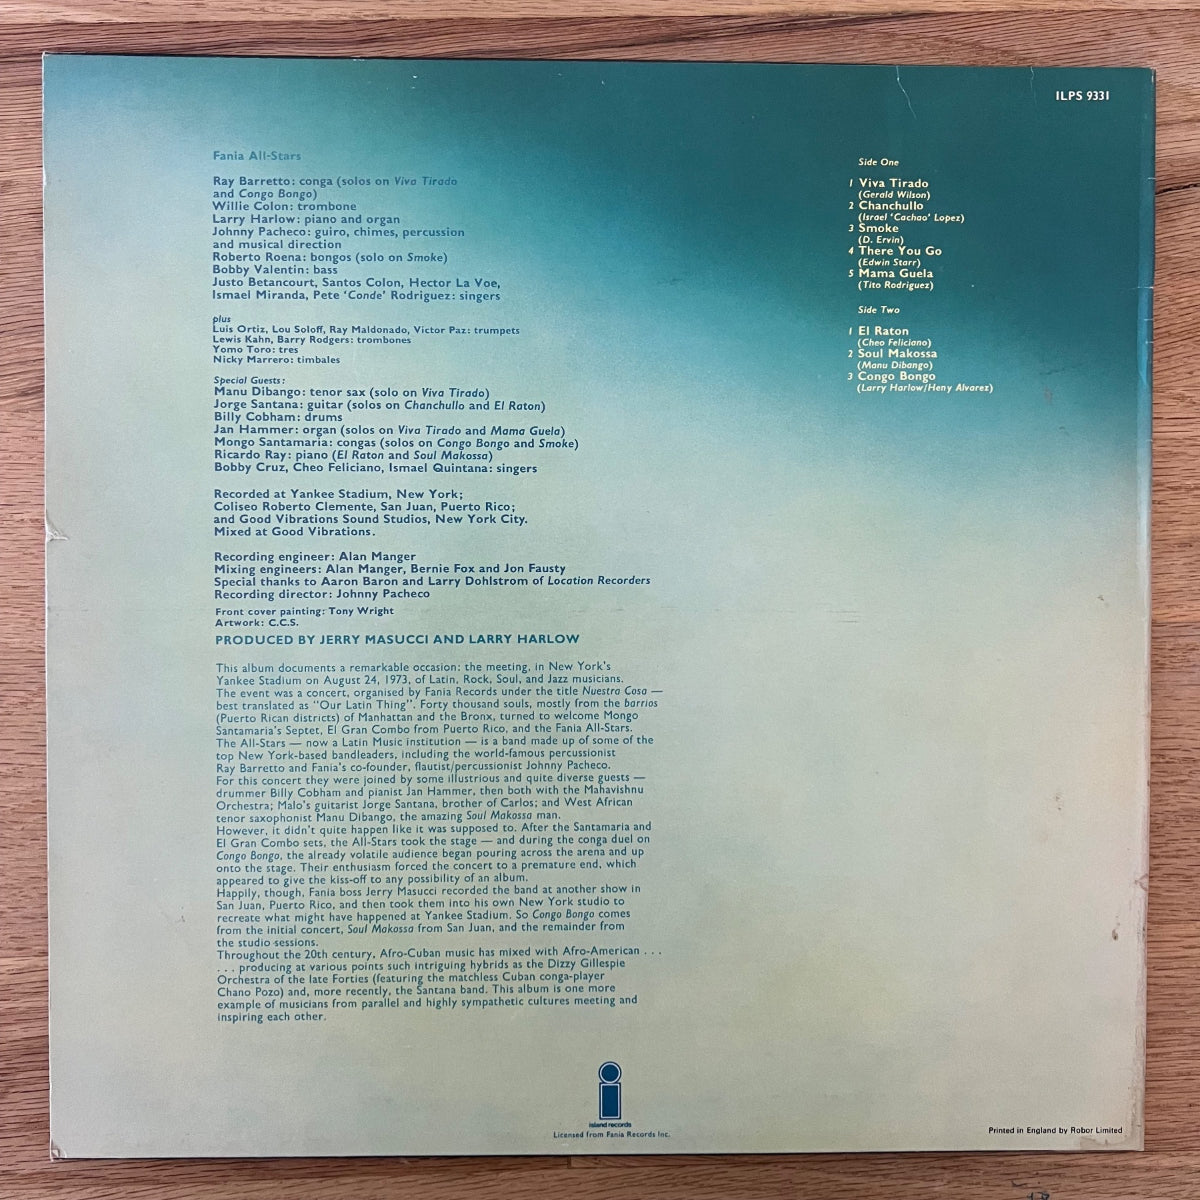 ILPS 9331
Fania All-Stars
Ray Barretto: conga (solos on Viva Tirado
and Congo Bongo)
Willie Colon: trombone
Larry Harlow: piano and organ
Johnny Pacheco: guiro, chimes, percussion
and musical direction
Roberto Roena: bongos (solo on Smoke)
Bobby Valentin: bass
Justo Betancourt, Santos Colon, Hector La Voe,
Ismael Miranda, Pete ‘Conde’ Rodriguez: singers
plus
Luis Ortiz, Lou Soloff, Ray Maldonado, Victor Paz: trumpets
Lewis Kahn, Barry Rodgers: trombones
Yomo Toro: tres
Nicky Marrero: timbales
Special Guests:
Manu Dibango: tenor sax (solo on Viva Tirado)
Jorge Santana: guitar (solos on Chanchullo and El Raton)
Billy Cobham: drums
Jan Hammer: organ (solos on Viva Tirado and Mama Guela)
Mongo Santamaria: congas (solos on Congo Bongo and Smoke)
Ricardo Ray: piano (El Raton and Soul Makossa)
Bobby Cruz, Cheo Feliciano, Ismael Quintana: singers
Recorded at Yankee Stadium, New York;
Coliseo Roberto Clemente, San Juan, Puerto Rico;
and Good Vibrations Sound Studios, New York City.
Mixed at Good Vibrations.
Recording engineer: Alan Manger
Mixing engineers: Alan Manger, Bernie Fox and Jon Fausty
Special thanks to Aaron Baron and Larry Dohlstrom of Location Recorders
Recording director: Johnny Pacheco
Front cover painting: Tony Wright
Artwork: C.C.S.
PRODUCED BY JERRY MASUCCI AND LARRY HARLOW
This album documents a remarkable occasion: the meeting, in New York's
Yankee Stadium on August 24, 1973, of Latin, Rock, Soul, and Jazz musicians.
The event was a concert, organised by Fania Records under the title Nuestra Cosa —
best translated as “Our Latin Thing”. Forty thousand souls, mostly from the barrios
(Puerto Rican districts) of Manhattan and the Bronx, turned to welcome Mongo
Santamaria's Septet, El Gran Combo from Puerto Rico, and the Fania All-Stars.
The All-Stars — now a Latin Music institution — is a band made up of some of the
top New York-based bandleaders, including the world-famous percussionist
Ray Barretto and Fania's co-founder, flautist/percussionist Johnny Pacheco.
For this concert they were joined by some illustrious and quite diverse guests —
drummer Billy Cobham and pianist Jan Hammer, then both with the Mahavishnu
Orchestra; Malo's guitarist Jorge Santana, brother of Carlos; and West African
tenor saxophonist Manu Dibango, the amazing Soul Makossa man.
However, it didn't quite happen like it was supposed to. After the Santamaria and
El Gran Combo sets, the All-Stars took the stage — and during the conga duel on
Congo Bongo, the already volatile audience began pouring across the arena and up
onto the stage. Their enthusiasm forced the concert to a premature end, which
appeared to give the kiss-off to any possibility of an album.
Happily, though, Fania boss Jerry Masucci recorded the band at another show in
San Juan, Puerto Rico, and then took them into his own New York studio to
recreate what might have happened at Yankee Stadium. So Congo Bongo comes
from the initial concert, Soul Makossa from San Juan, and the remainder from
the studio sessions.
Throughout the 20th century, Afro-Cuban music has mixed with Afro-American . . .
. . . producing at various points such intriguing hybrids as the Dizzy Gillespie
Orchestra of the late Forties (featuring the matchless Cuban conga-player
Chano Pozo) and, more recently, the Santana band. This album is one more
example of musicians from parallel and highly sympathetic cultures meeting and
inspiring each other.
Side One
1 Viva Tirado
(Gerald Wilson)
2 Chanchullo
(Israel ‘Cachao’ Lopez)
3 Smoke
(D. Ervin)
4 There You Go
(Edwin Starr)
5 Mama Guela
(Tito Rodriguez)
Side Two
1 El Raton
(Cheo Feliciano)
2 Soul Makossa
(Manu Dibango)
3 Congo Bongo
(Larry Harlow/Heny Alvarez)
island records
Licensed from Fania Records Inc.
Printed in England by Robor Limited